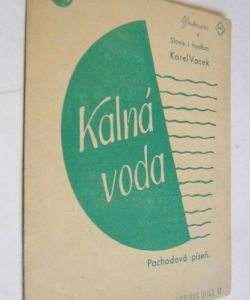 Slova i hudba
Karel Vacek
Kalná
voda
Pochodová píseň.